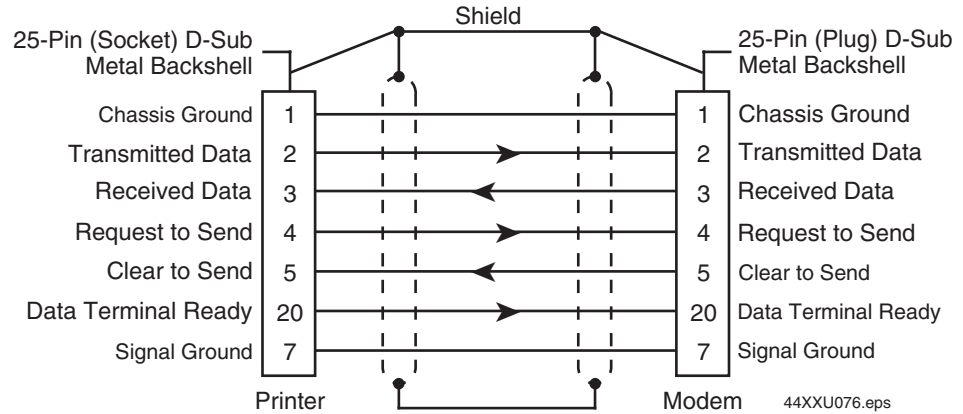 Shield
25-Pin (Socket) D-Sub
Metal Backshell
25-Pin (Plug) D-Sub
Metal Backshell
Chassis Ground 1 1 Chassis Ground
Transmitted Data 2 2 Transmitted Data
Received Data 3 3 Received Data
Request to Send 4 4 Request to Send
Clear to Send 5 5 Clear to Send
Data Terminal Ready 20 20 Data Terminal Ready
Signal Ground 7 7 Signal Ground
Printer Modem 44XXU076.eps